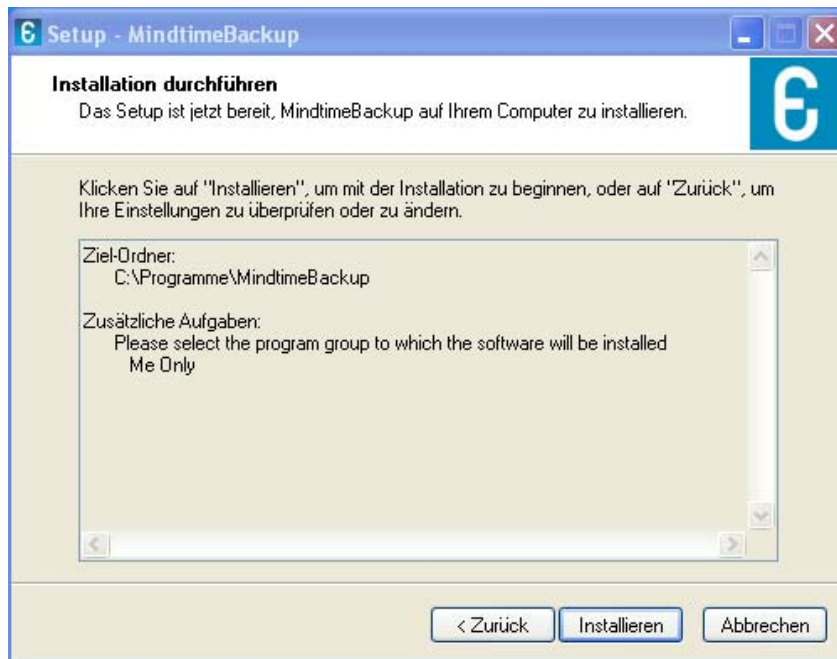 Setup - MindtimeBackup
Installation durchführen
Das Setup ist jetzt bereit, MindtimeBackup auf Ihrem Computer zu installieren.
Klicken Sie auf "Installieren", um mit der Installation zu beginnen, oder auf "Zurück", um
Ihre Einstellungen zu überprüfen oder zu ändern.
Ziel-Ordner:
C:\Programme\MindtimeBackup
Zusätzliche Aufgaben:
Please select the program group to which the software will be installed
Me Only
< Zurück
Installieren
Abbrechen